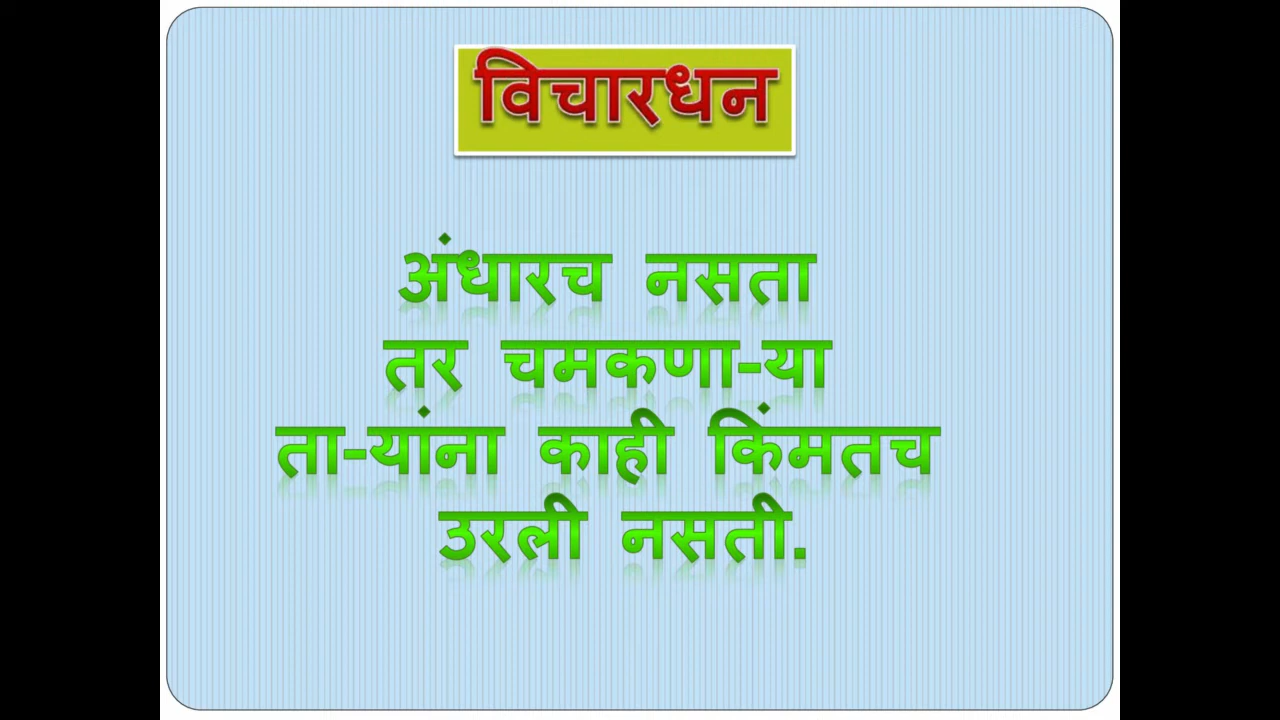 विचारधन
अंधारच नसता
तर चमकणा-या
ता-यांना काही किंमतच
उरली नसती.